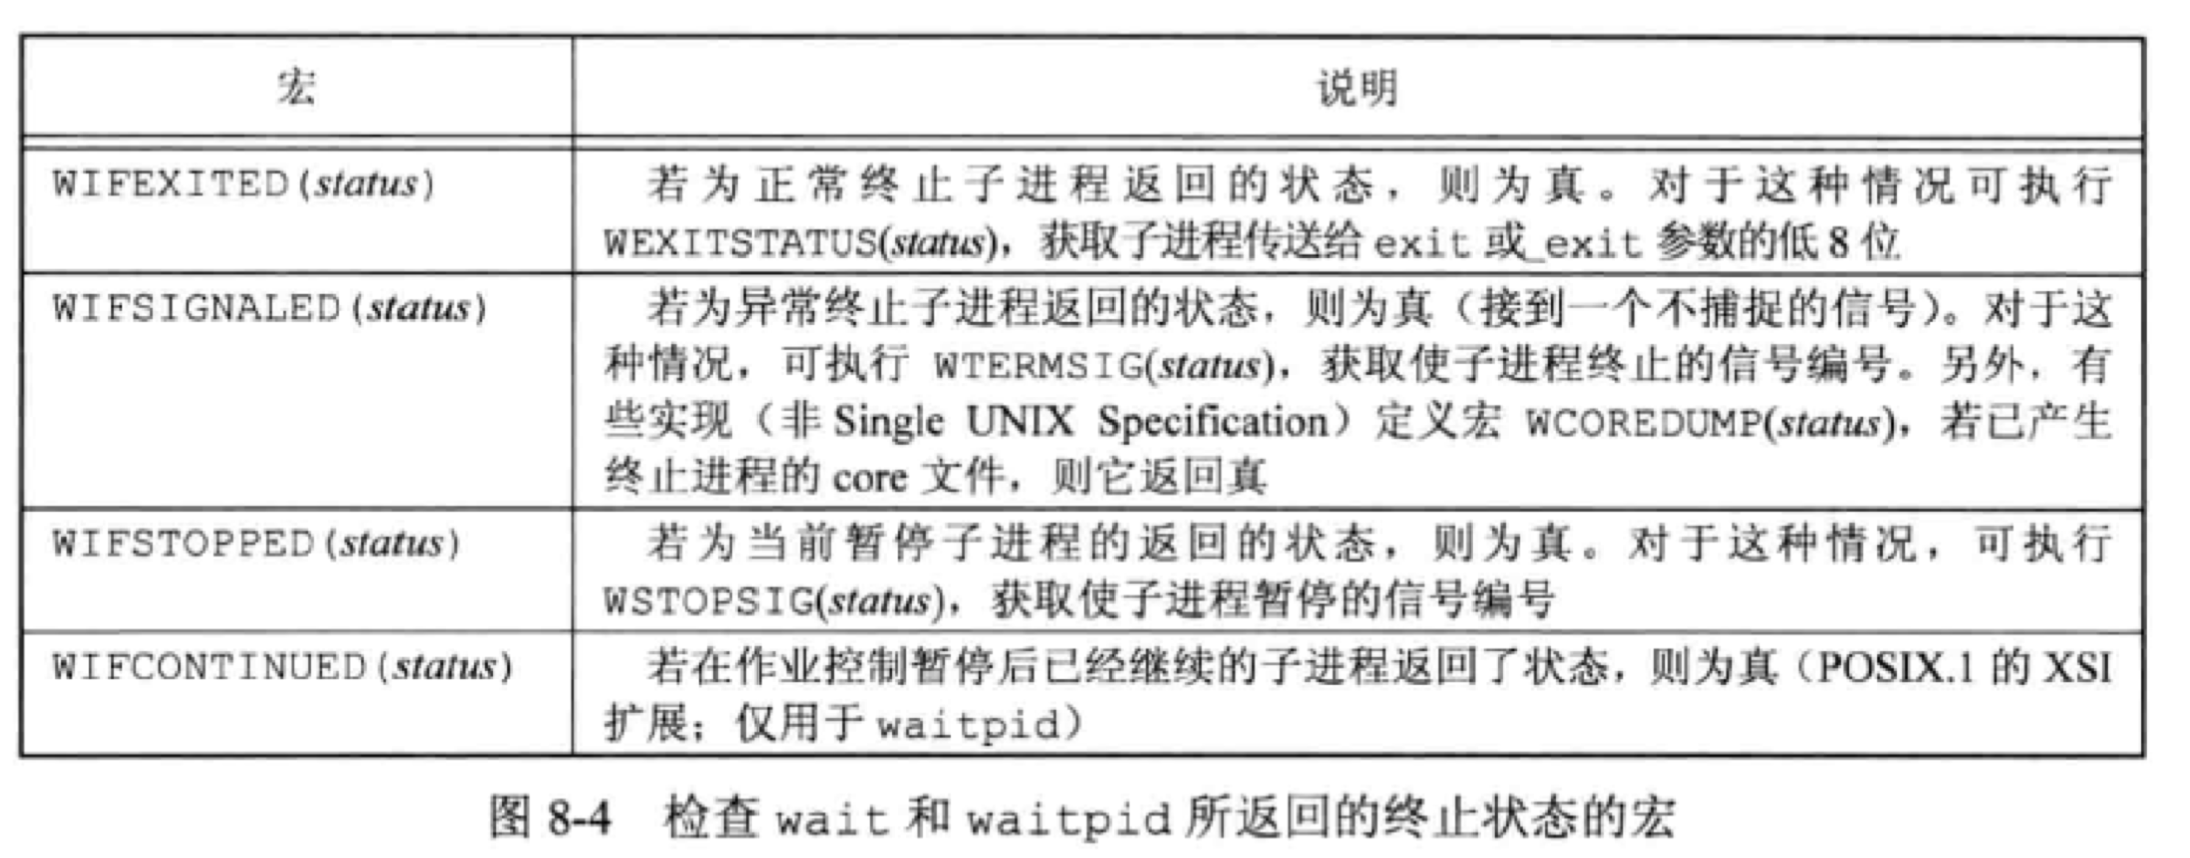 宏 说明
WIFEXITED(status) 若为正常终止子进程返回的状态，则为真。对于这种情况可执行
WEXITSTATUS(status)，获取子进程传送给 exit 或_exit 参数的低 8 位
WIFSIGNALED(status) 若为异常终止子进程返回的状态，则为真（接到一个不捕捉的信号）。对于这
种情况，可执行 WTERMSIG(status)，获取使子进程终止的信号编号。另外，有
些实现（非 Single UNIX Specification）定义宏 WCOREDUMP(status)，若已产生
终止进程的 core 文件，则它返回真
WIFSTOPPED(status) 若为当前暂停子进程的返回的状态，则为真。对于这种情况，可执行
WSTOPSIG(status)，获取使子进程暂停的信号编号
WIFCONTINUED(status) 若在作业控制暂停后已经继续的子进程返回了状态，则为真（POSIX.1 的 XSI
扩展；仅用于 waitpid）
图 8-4 检查 wait 和 waitpid 所返回的终止状态的宏